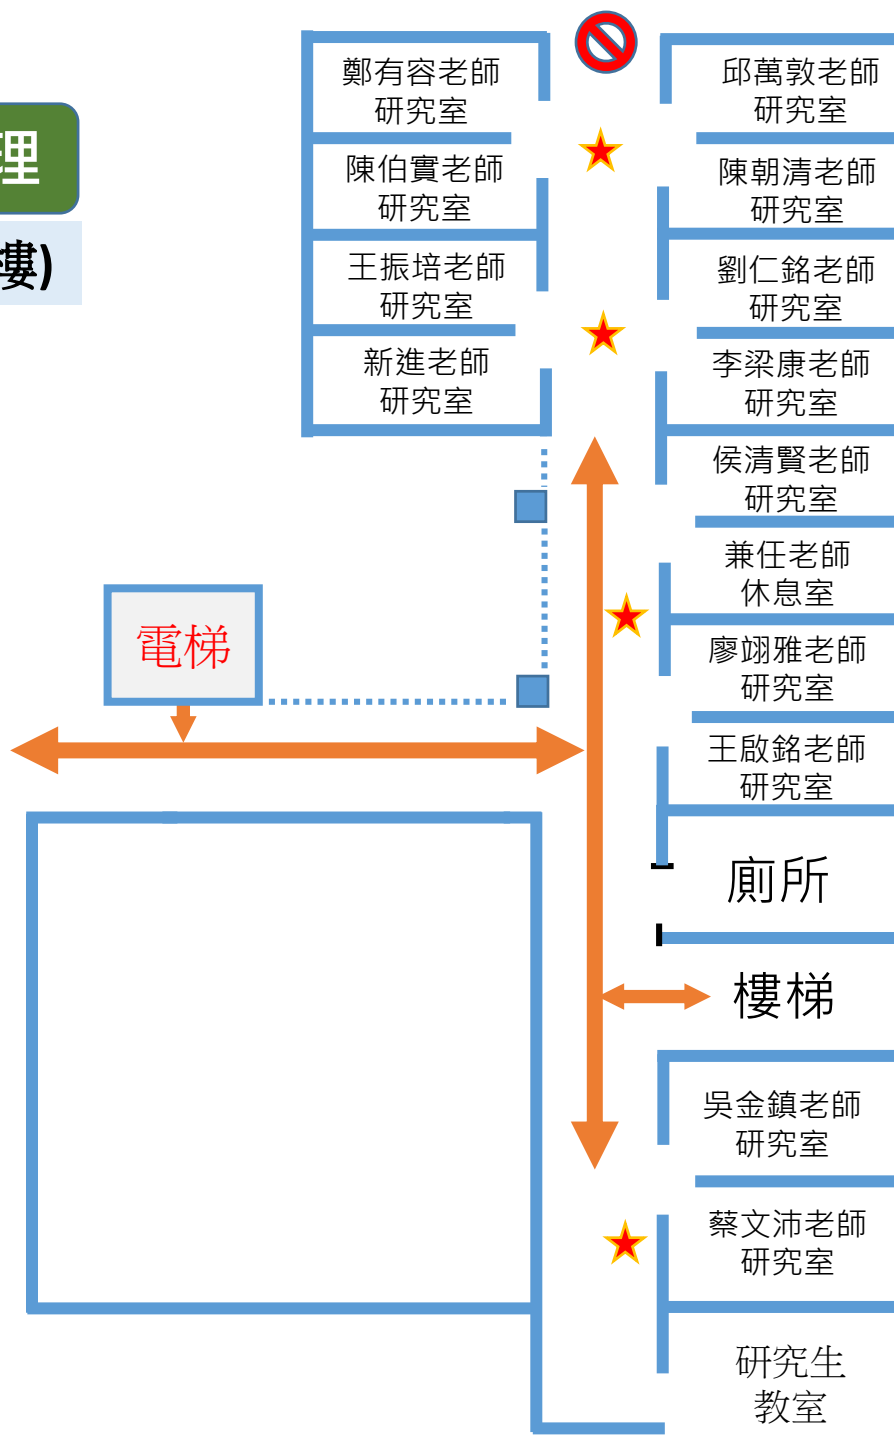 理
樓)
鄭有容老師
研究室
陳伯實老師
研究室
王振培老師
研究室
新進老師
研究室
邱萬敦老師
研究室
陳朝清老師
研究室
劉仁銘老師
研究室
李梁康老師
研究室
侯清賢老師
研究室
兼任老師
休息室
廖翊雅老師
研究室
王啟銘老師
研究室
電梯
廁所
樓梯
吳金鎮老師
研究室
蔡文沛老師
研究室
研究生
教室